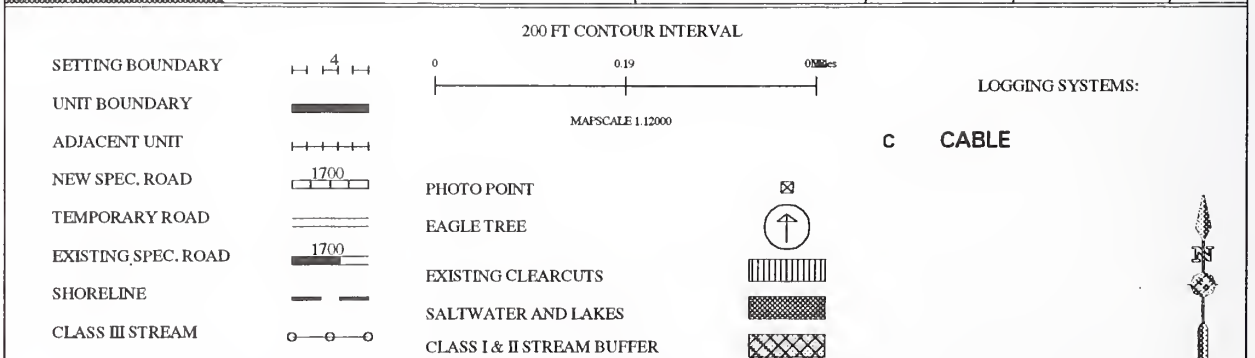 200 FT CONTOUR INTERVAL
SETTING BOUNDARY 4
UNIT BOUNDARY
ADJACENT UNIT
NEW SPEC. ROAD 1700
TEMPORARY ROAD
EXISTING SPEC. ROAD 1700
SHORELINE
CLASS III STREAM
0 0.19
MAPSCALE 1:12000
PHOTO POINT
EAGLE TREE
EXISTING CLEARCUTS
SALTWATER AND LAKES
CLASS I & II STREAM BUFFER
LOGGING SYSTEMS:
C CABLE
N